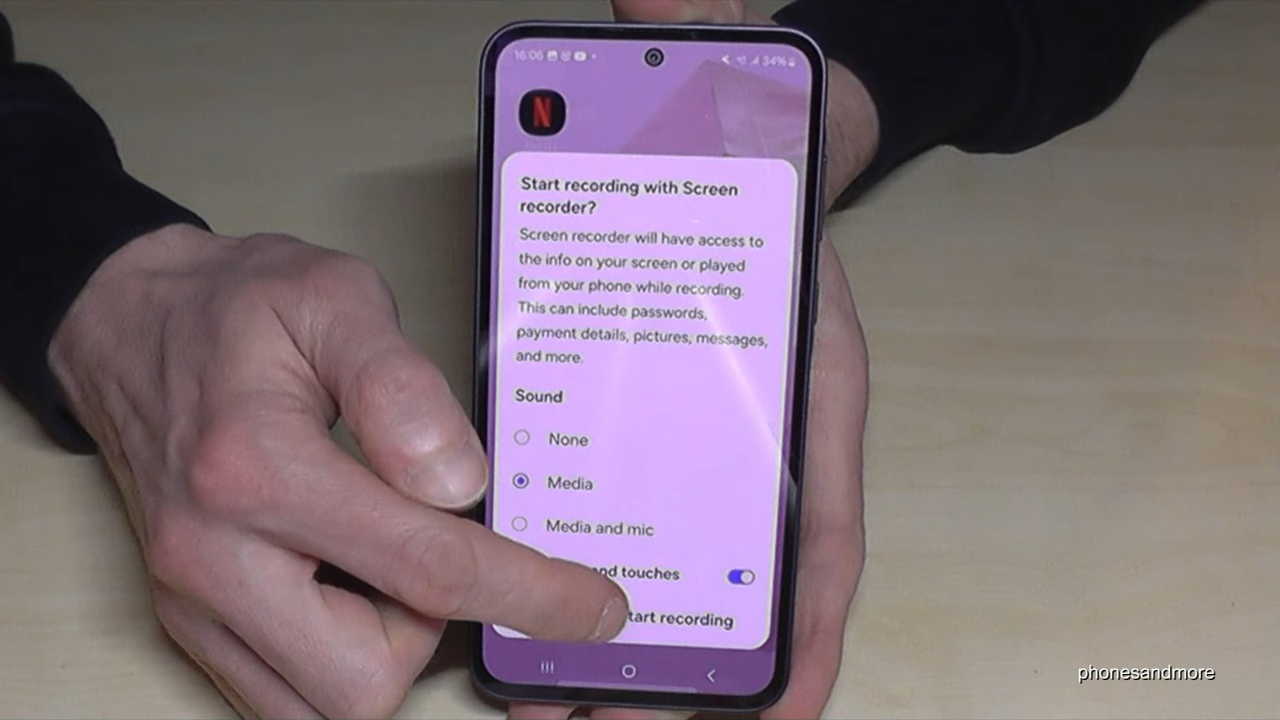 16:06
34%
N
Start recording with Screen
recorder?
Screen recorder will have access to
the info on your screen or played
from your phone while recording.
This can include passwords,
payment details, pictures, messages,
and more.
Sound
None
Media
Media and mic
and touches
tart recording
phonesandmore